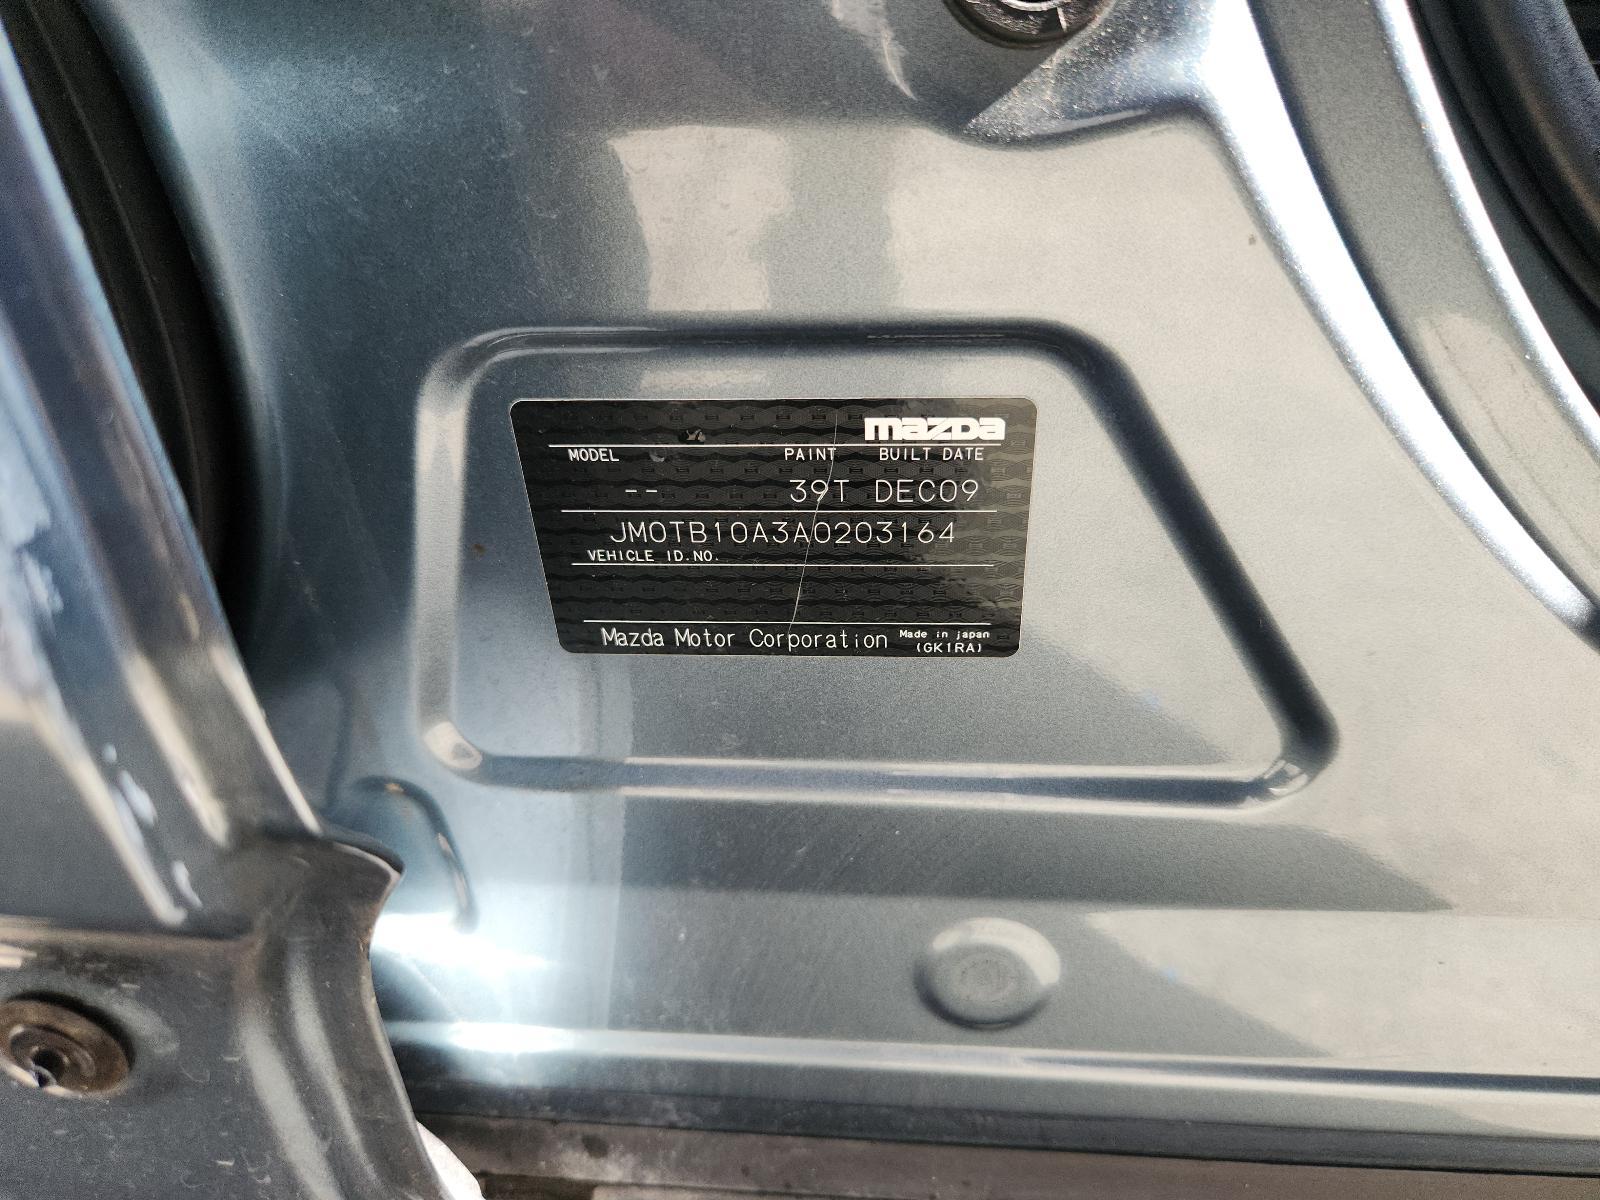 mazda
MODEL PAINT BUILT DATE
-- 39T DEC09
JM0TB10A3A0203164
VEHICLE ID.NO.
Mazda Motor Corporation Made in japan
(GK1RA)